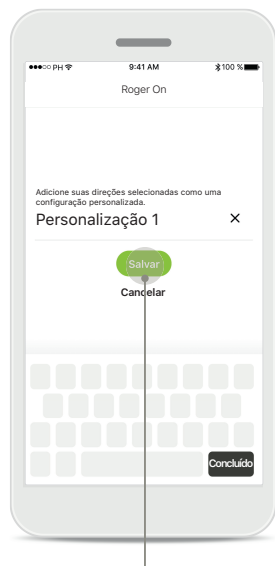 ●●●○○ PH 9:41 AM 100 %
Roger On
Adicione suas direções selecionadas como uma
configuração personalizada.
Personalização 1 ×
Salvar
Cancelar
Concluído